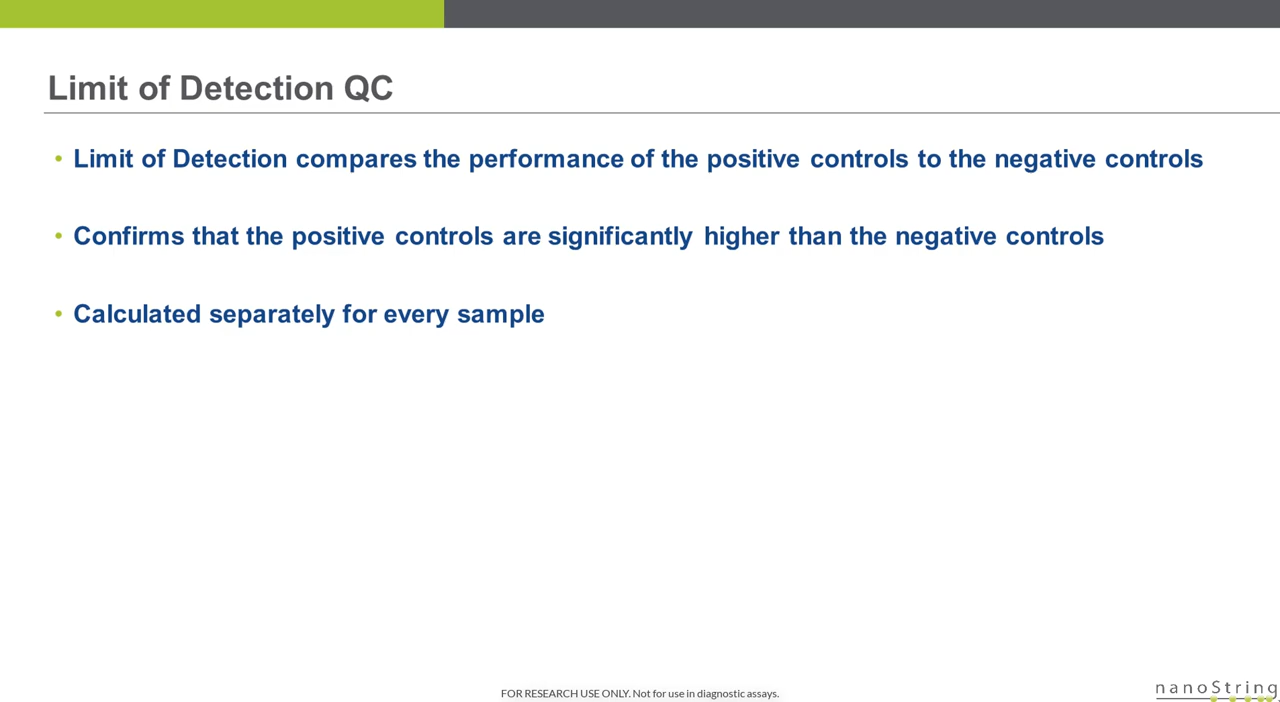 Limit of Detection QC
• Limit of Detection compares the performance of the positive controls to the negative controls
• Confirms that the positive controls are significantly higher than the negative controls
• Calculated separately for every sample
FOR RESEARCH USE ONLY. Not for use in diagnostic assays.
nanoString